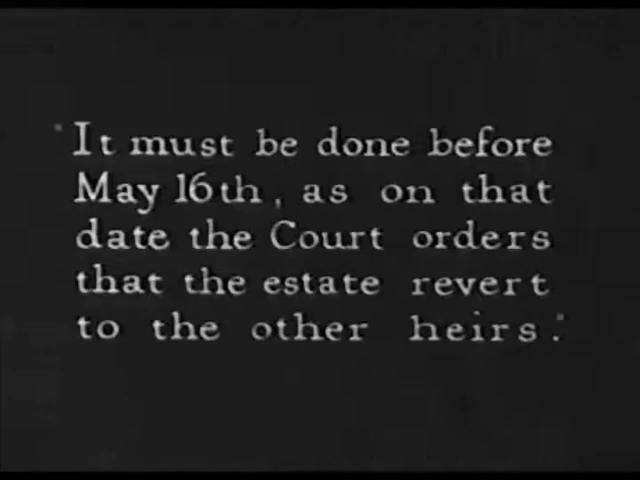 "It must be done before
May 16th, as on that
date the Court orders
that the estate revert
to the other heirs."